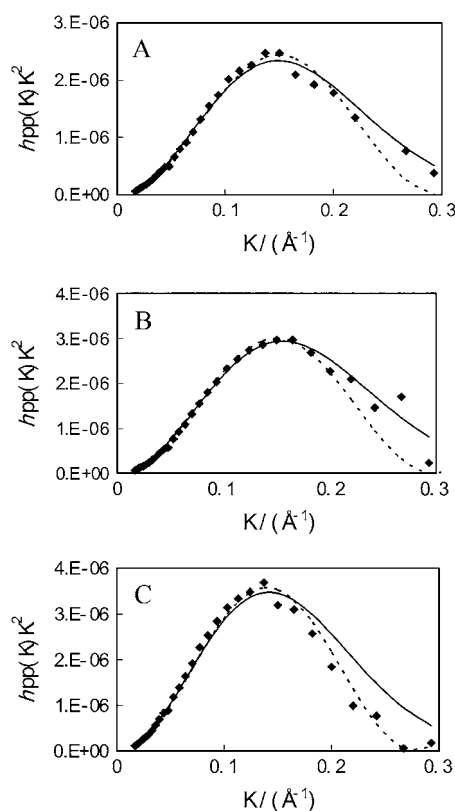 A
3.E-06
2.E-06
1.E-06
0.E+00
hpp(K)K²
0
0.1
0.2
0.3
K/(Å⁻¹)
B
4.E-06
3.E-06
2.E-06
1.E-06
0.E+00
hpp(K)K²
0
0.1
0.2
0.3
K/(Å⁻¹)
C
4.E-06
3.E-06
2.E-06
1.E-06
0.E+00
hpp(K)K²
0
0.1
0.2
0.3
K/(Å⁻¹)